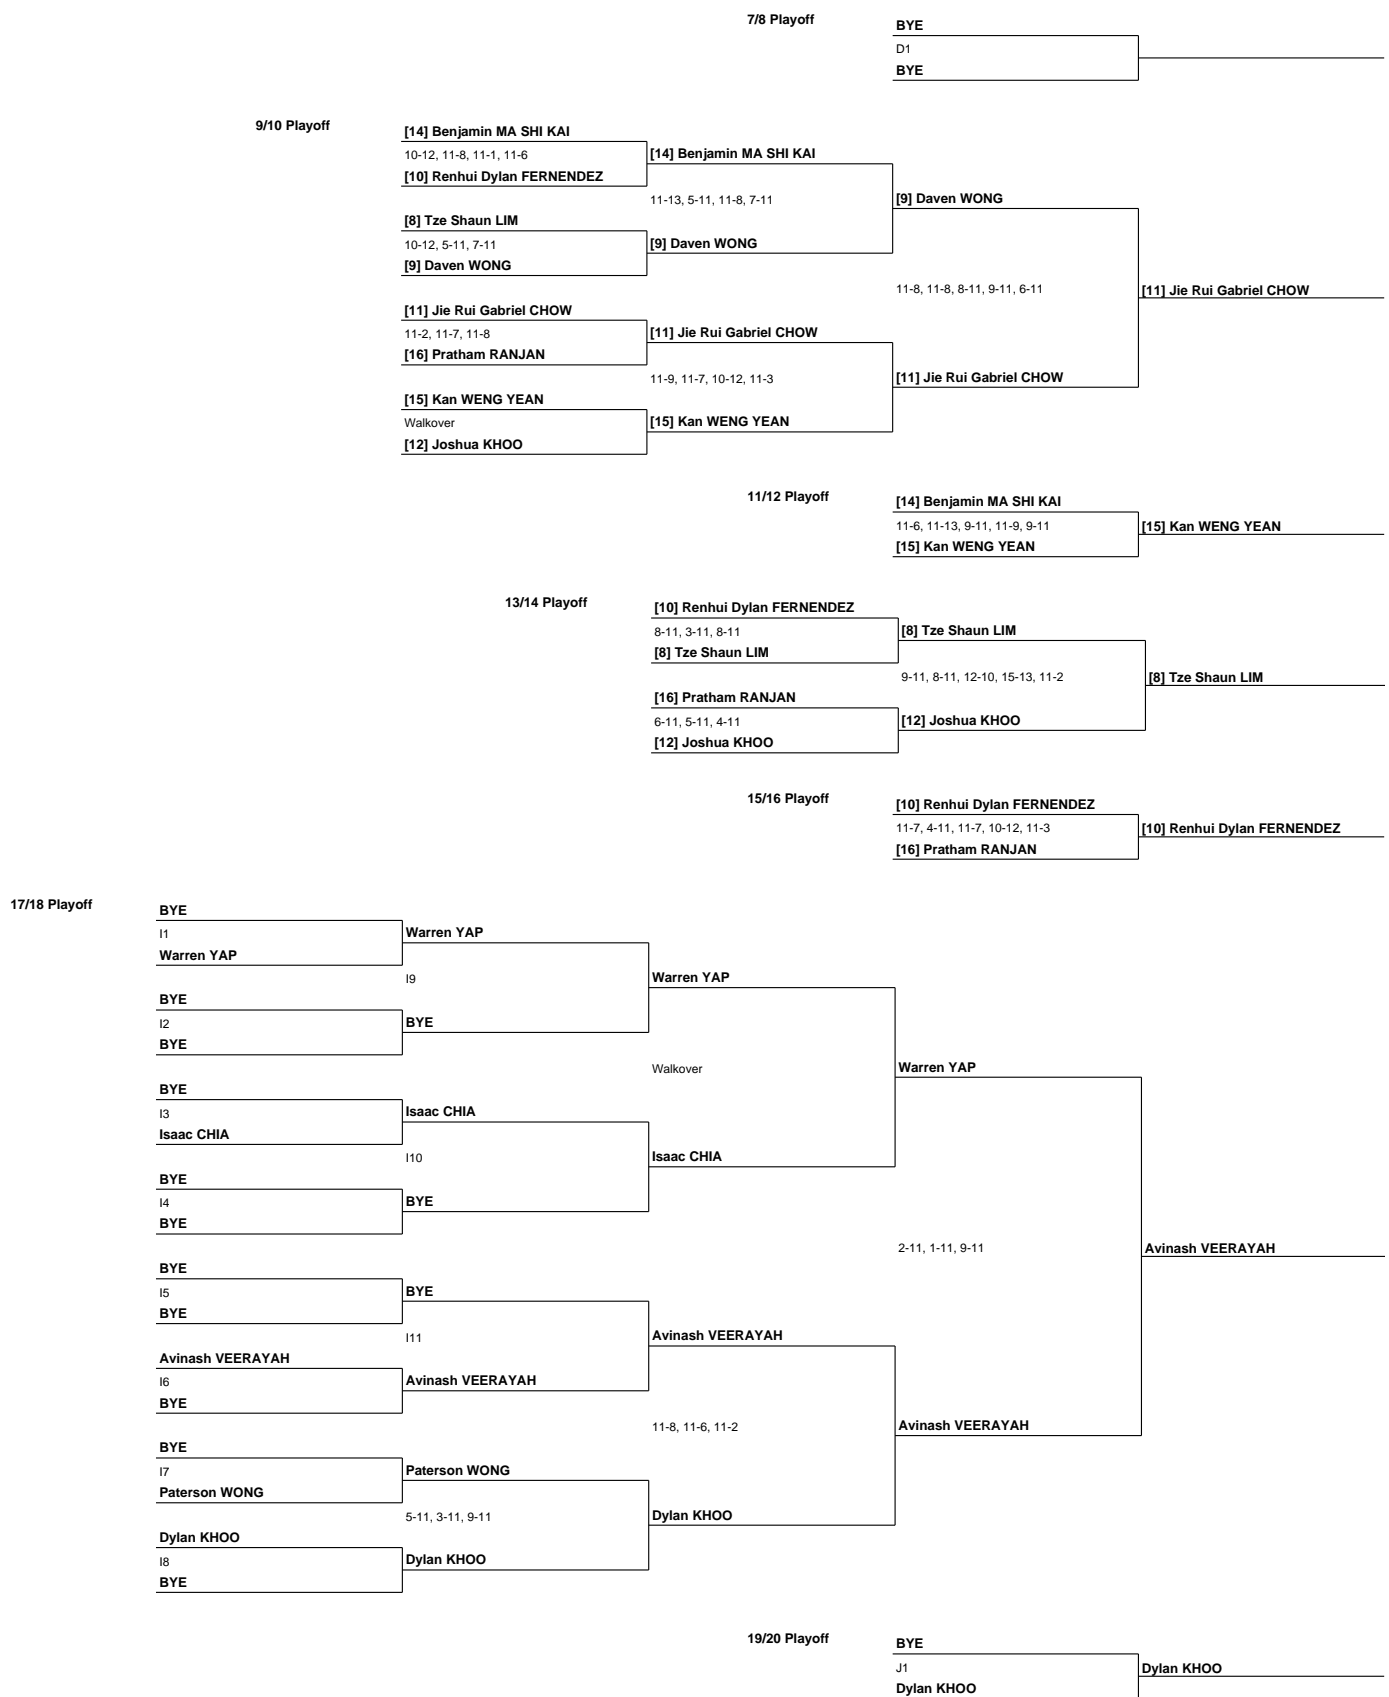 7/8 Playoff
BYE
D1
BYE
9/10 Playoff
[14] Benjamin MA SHI KAI
10-12, 11-8, 11-1, 11-6
[14] Benjamin MA SHI KAI
[10] Renhui Dylan FERNENDEZ
11-13, 5-11, 11-8, 7-11
[9] Daven WONG
[8] Tze Shaun LIM
10-12, 5-11, 7-11
[9] Daven WONG
[9] Daven WONG
11-8, 11-8, 8-11, 9-11, 6-11
[11] Jie Rui Gabriel CHOW
[11] Jie Rui Gabriel CHOW
11-2, 11-7, 11-8
[11] Jie Rui Gabriel CHOW
[16] Pratham RANJAN
11-9, 11-7, 10-12, 11-3
[11] Jie Rui Gabriel CHOW
[15] Kan WENG YEAN
Walkover
[15] Kan WENG YEAN
[12] Joshua KHOO
11/12 Playoff
[14] Benjamin MA SHI KAI
11-6, 11-13, 9-11, 11-9, 9-11
[15] Kan WENG YEAN
[15] Kan WENG YEAN
13/14 Playoff
[10] Renhui Dylan FERNENDEZ
8-11, 3-11, 8-11
[8] Tze Shaun LIM
[8] Tze Shaun LIM
9-11, 8-11, 12-10, 15-13, 11-2
[8] Tze Shaun LIM
[16] Pratham RANJAN
6-11, 5-11, 4-11
[12] Joshua KHOO
[12] Joshua KHOO
15/16 Playoff
[10] Renhui Dylan FERNENDEZ
11-7, 4-11, 11-7, 10-12, 11-3
[10] Renhui Dylan FERNENDEZ
[16] Pratham RANJAN
17/18 Playoff
BYE
I1
Warren YAP
Warren YAP
I9
Warren YAP
BYE
I2
BYE
BYE
Walkover
Warren YAP
BYE
I3
Isaac CHIA
Isaac CHIA
I10
Isaac CHIA
BYE
I4
BYE
BYE
2-11, 1-11, 9-11
Avinash VEERAYAH
BYE
I5
BYE
BYE
I11
Avinash VEERAYAH
Avinash VEERAYAH
I6
Avinash VEERAYAH
BYE
11-8, 11-6, 11-2
Avinash VEERAYAH
BYE
I7
Paterson WONG
Paterson WONG
5-11, 3-11, 9-11
Dylan KHOO
Dylan KHOO
I8
Dylan KHOO
BYE
19/20 Playoff
BYE
J1
Dylan KHOO
Dylan KHOO